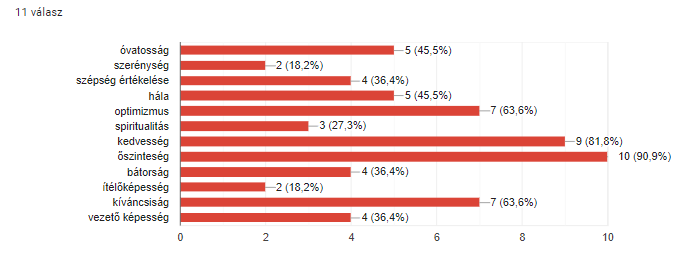 11 válasz
óvatosság 5 (45,5%)
szerénység 2 (18,2%)
szépség értékelése 4 (36,4%)
hála 5 (45,5%)
optimizmus 7 (63,6%)
spiritualitás 3 (27,3%)
kedvesség 9 (81,8%)
őszinteség 10 (90,9%)
bátorság 4 (36,4%)
ítélőképesség 2 (18,2%)
kíváncsiság 7 (63,6%)
vezető képesség 4 (36,4%)
0 2 4 6 8 10